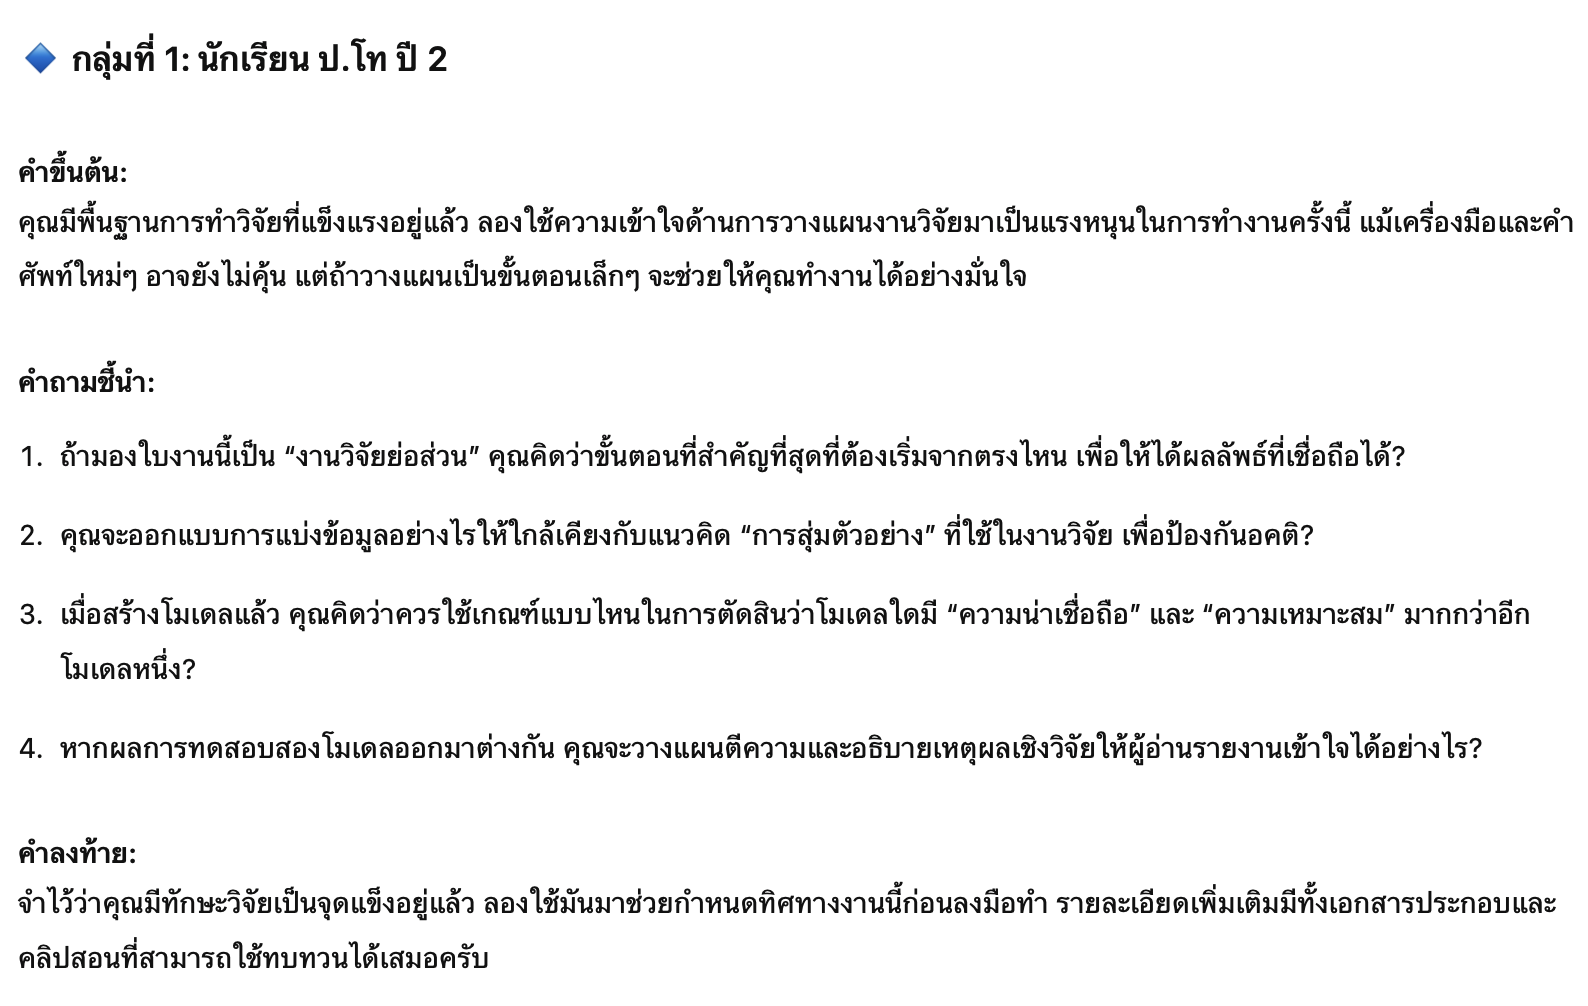 🔷 กลุ่มที่ 1: นักเรียน ป.โท ปี 2
คำขึ้นต้น:
คุณมีพื้นฐานการทำวิจัยที่แข็งแรงอยู่แล้ว ลองใช้ความเข้าใจด้านการวางแผนงานวิจัยมาเป็นแรงหนุนในการทำงานครั้งนี้ แม้เครื่องมือและคำ
ศัพท์ใหม่ๆ อาจยังไม่คุ้น แต่ถ้าวางแผนเป็นขั้นตอนเล็กๆ จะช่วยให้คุณทำงานได้อย่างมั่นใจ
คำถามชี้นำ:
1. ถ้ามองใบงานนี้เป็น “งานวิจัยย่อส่วน” คุณคิดว่าขั้นตอนที่สำคัญที่สุดที่ต้องเริ่มจากตรงไหน เพื่อให้ได้ผลลัพธ์ที่เชื่อถือได้?
2. คุณจะออกแบบการแบ่งข้อมูลอย่างไรให้ใกล้เคียงกับแนวคิด “การสุ่มตัวอย่าง” ที่ใช้ในงานวิจัย เพื่อป้องกันอคติ?
3. เมื่อสร้างโมเดลแล้ว คุณคิดว่าควรใช้เกณฑ์แบบไหนในการตัดสินว่าโมเดลใดมี “ความน่าเชื่อถือ” และ “ความเหมาะสม” มากกว่าอีก
โมเดลหนึ่ง?
4. หากผลการทดสอบสองโมเดลออกมาต่างกัน คุณจะวางแผนตีความและอธิบายเหตุผลเชิงวิจัยให้ผู้อ่านรายงานเข้าใจได้อย่างไร?
คำลงท้าย:
จำไว้ว่าคุณมีทักษะวิจัยเป็นจุดแข็งอยู่แล้ว ลองใช้มันมาช่วยกำหนดทิศทางงานนี้ก่อนลงมือทำ รายละเอียดเพิ่มเติมมีทั้งเอกสารประกอบและ
คลิปสอนที่สามารถใช้ทบทวนได้เสมอครับ